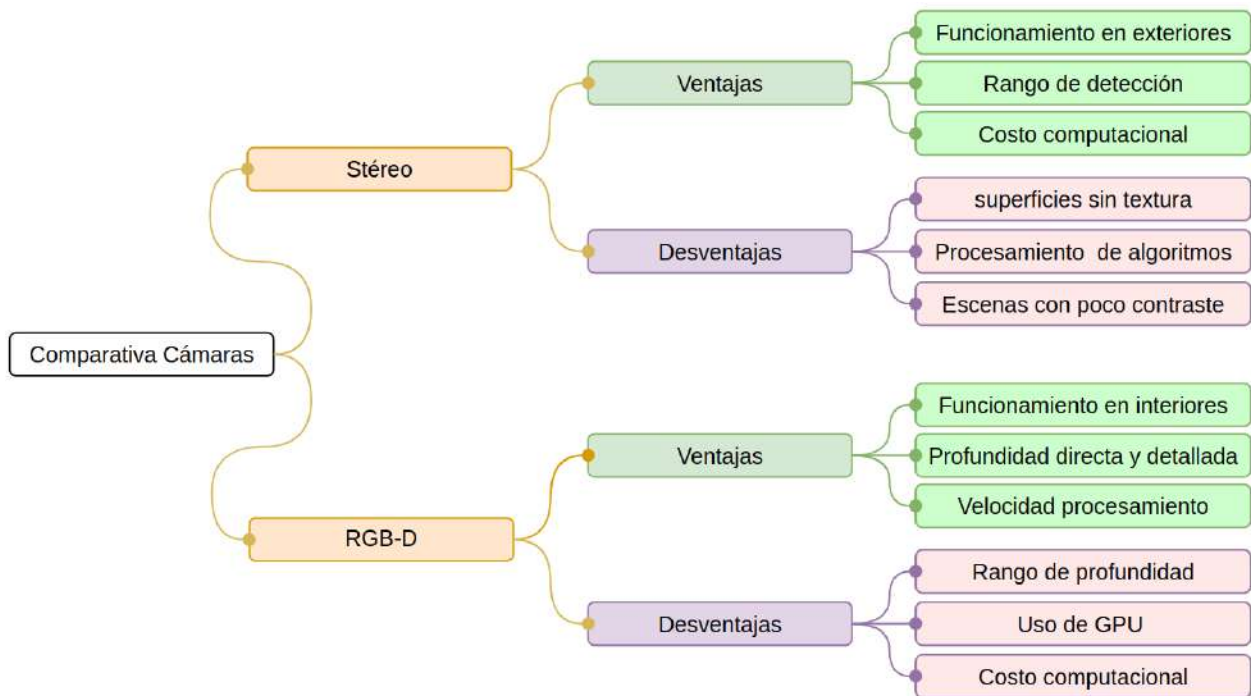 Comparativa Cámaras
Stéreo
Ventajas
Funcionamiento en exteriores
Rango de detección
Costo computacional
Desventajas
superficies sin textura
Procesamiento  de algoritmos
Escenas con poco contraste
RGB-D
Ventajas
Funcionamiento en interiores
Profundidad directa y detallada
Velocidad procesamiento
Desventajas
Rango de profundidad
Uso de GPU
Costo computacional